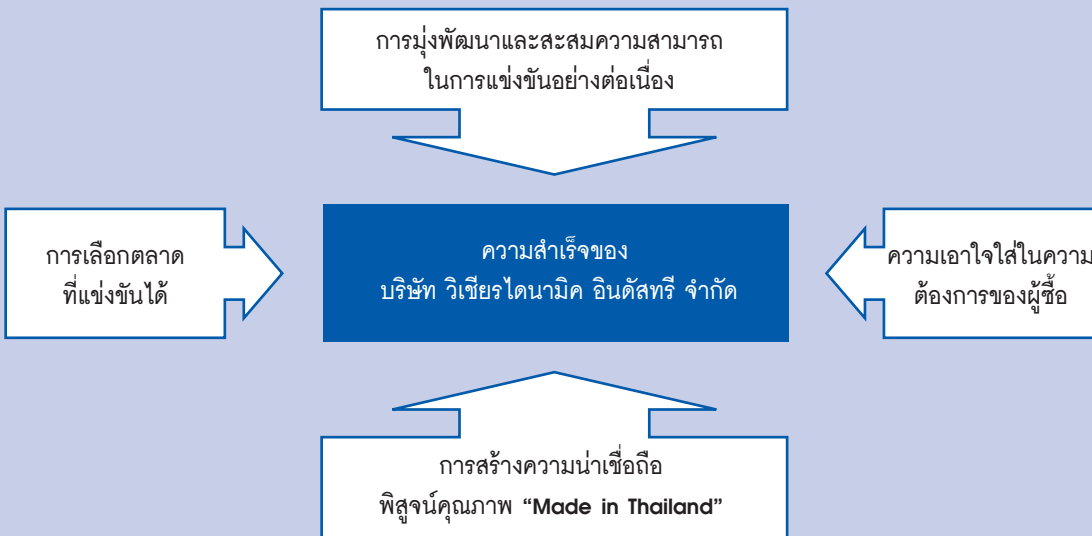 การมุ่งพัฒนาและสะสมความสามารถ
ในการแข่งขันอย่างต่อเนื่อง
การเลือกตลาด
ที่แข่งขันได้
ความสำเร็จของ
บริษัท วิเชียรไดนามิค อินดัสทรี จำกัด
ความเอาใจใส่ในความ
ต้องการของผู้ซื้อ
การสร้างความน่าเชื่อถือ
พิสูจน์คุณภาพ “Made in Thailand”